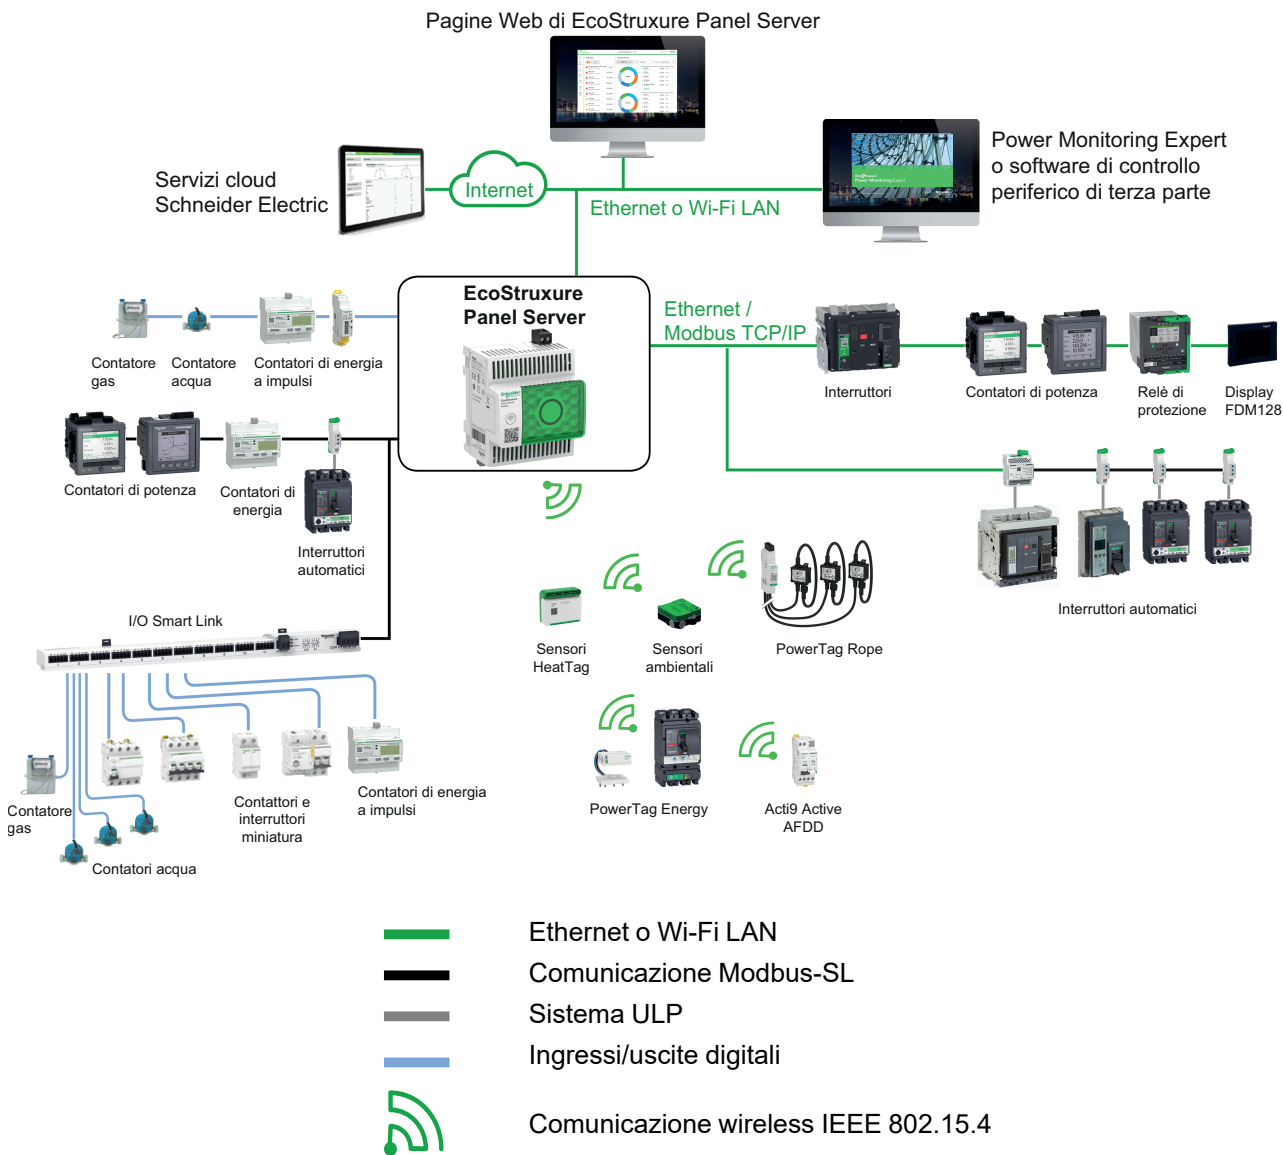 Pagine Web di EcoStruxure Panel Server
Servizi cloud
Schneider Electric
Internet
Ethernet o Wi-Fi LAN
Power Monitoring Expert
o software di controllo
periferico di terza parte
EcoStruxure
Panel Server
Ethernet /
Modbus TCP/IP
Contatore
gas
Contatore
acqua
Contatori di energia
a impulsi
Interruttori
Contatori di potenza
Relè di
protezione
Display
FDM128
Contatori di potenza
Contatori di
energia
Interruttori
automatici
Interruttori automatici
I/O Smart Link
Sensori
HeatTag
Sensori
ambientali
PowerTag Rope
Contatore
gas
Contatori acqua
Contattori e
interruttori
miniatura
Contatori di energia
a impulsi
PowerTag Energy
Acti9 Active
AFDD
Ethernet o Wi-Fi LAN
Comunicazione Modbus-SL
Sistema ULP
Ingressi/uscite digitali
Comunicazione wireless IEEE 802.15.4